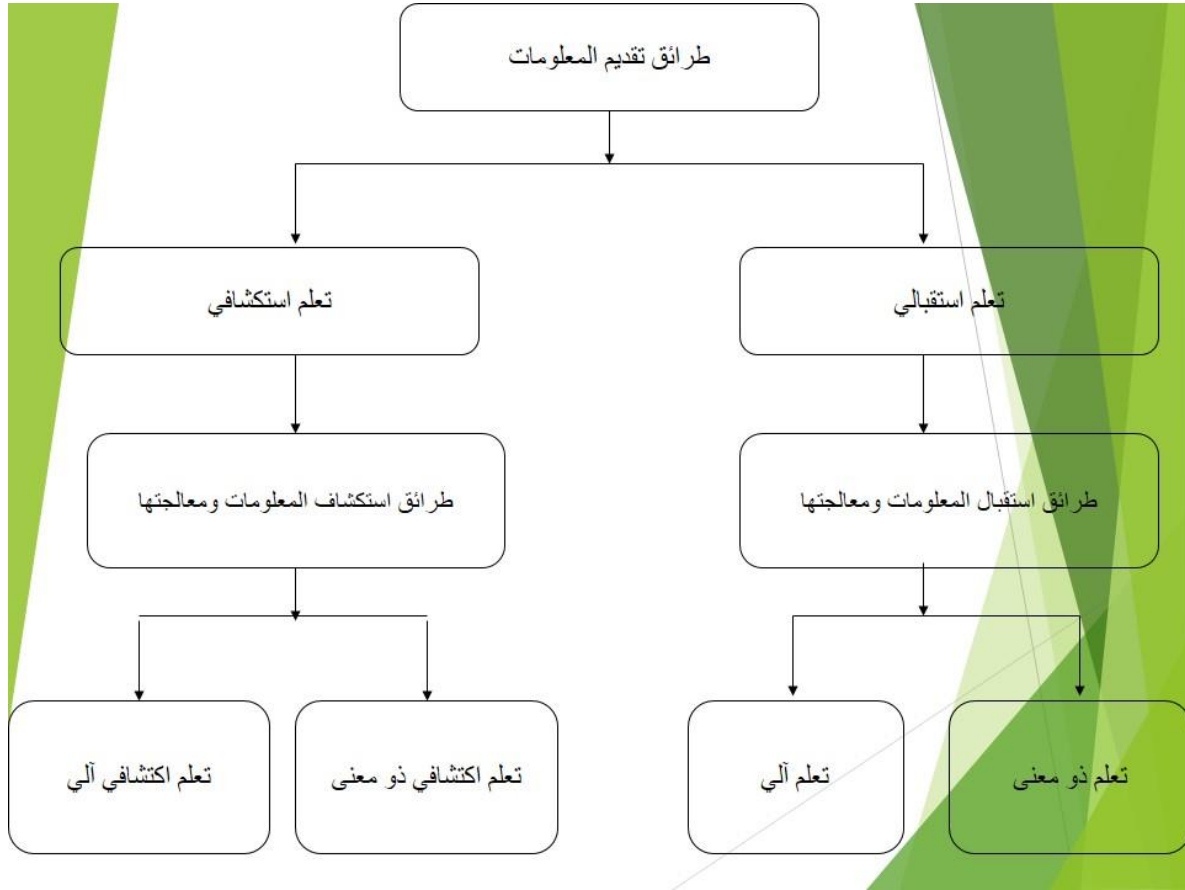 طرائق تقديم المعلومات
تعلم استقبالي
تعلم استكشافي
طرائق استقبال المعلومات ومعالجتها
طرائق استكشاف المعلومات ومعالجتها
تعلم ذو معنى
تعلم آلي
تعلم اكتشافي ذو معنى
تعلم اكتشافي آلي